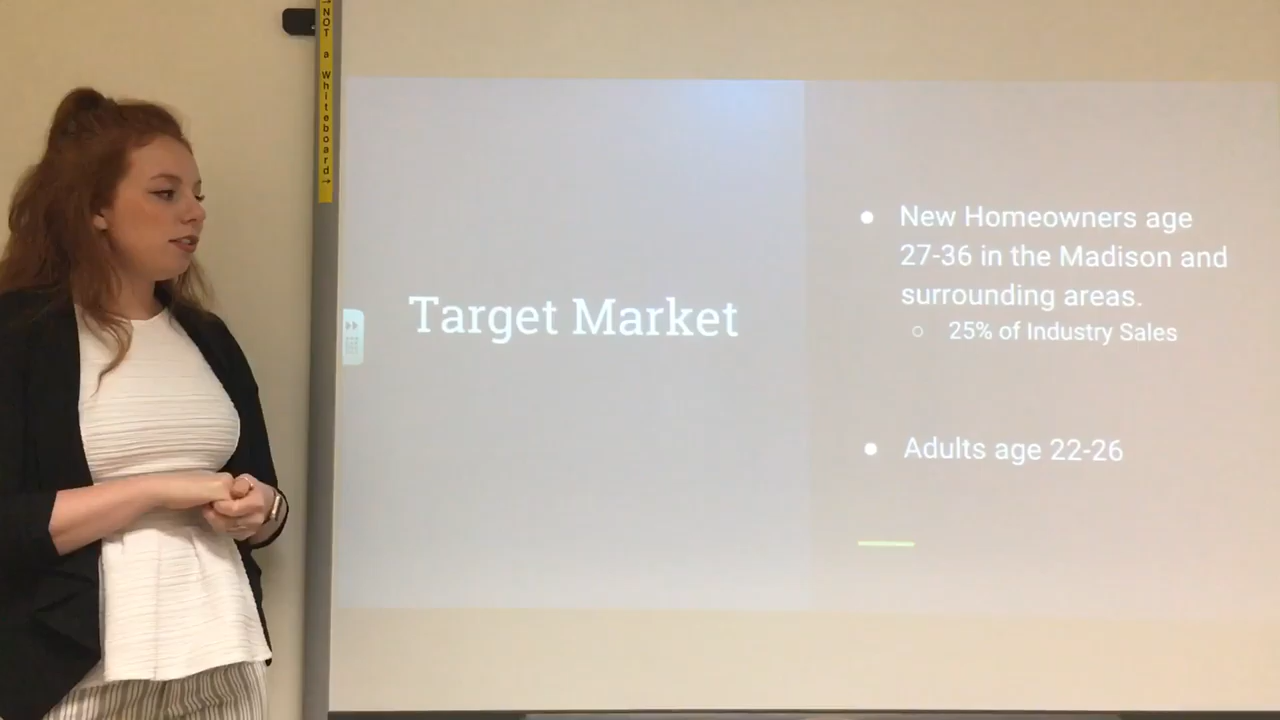 ↑NOT a Whiteboard↑
Target Market
● New Homeowners age
27-36 in the Madison and
surrounding areas.
○ 25% of Industry Sales
● Adults age 22-26